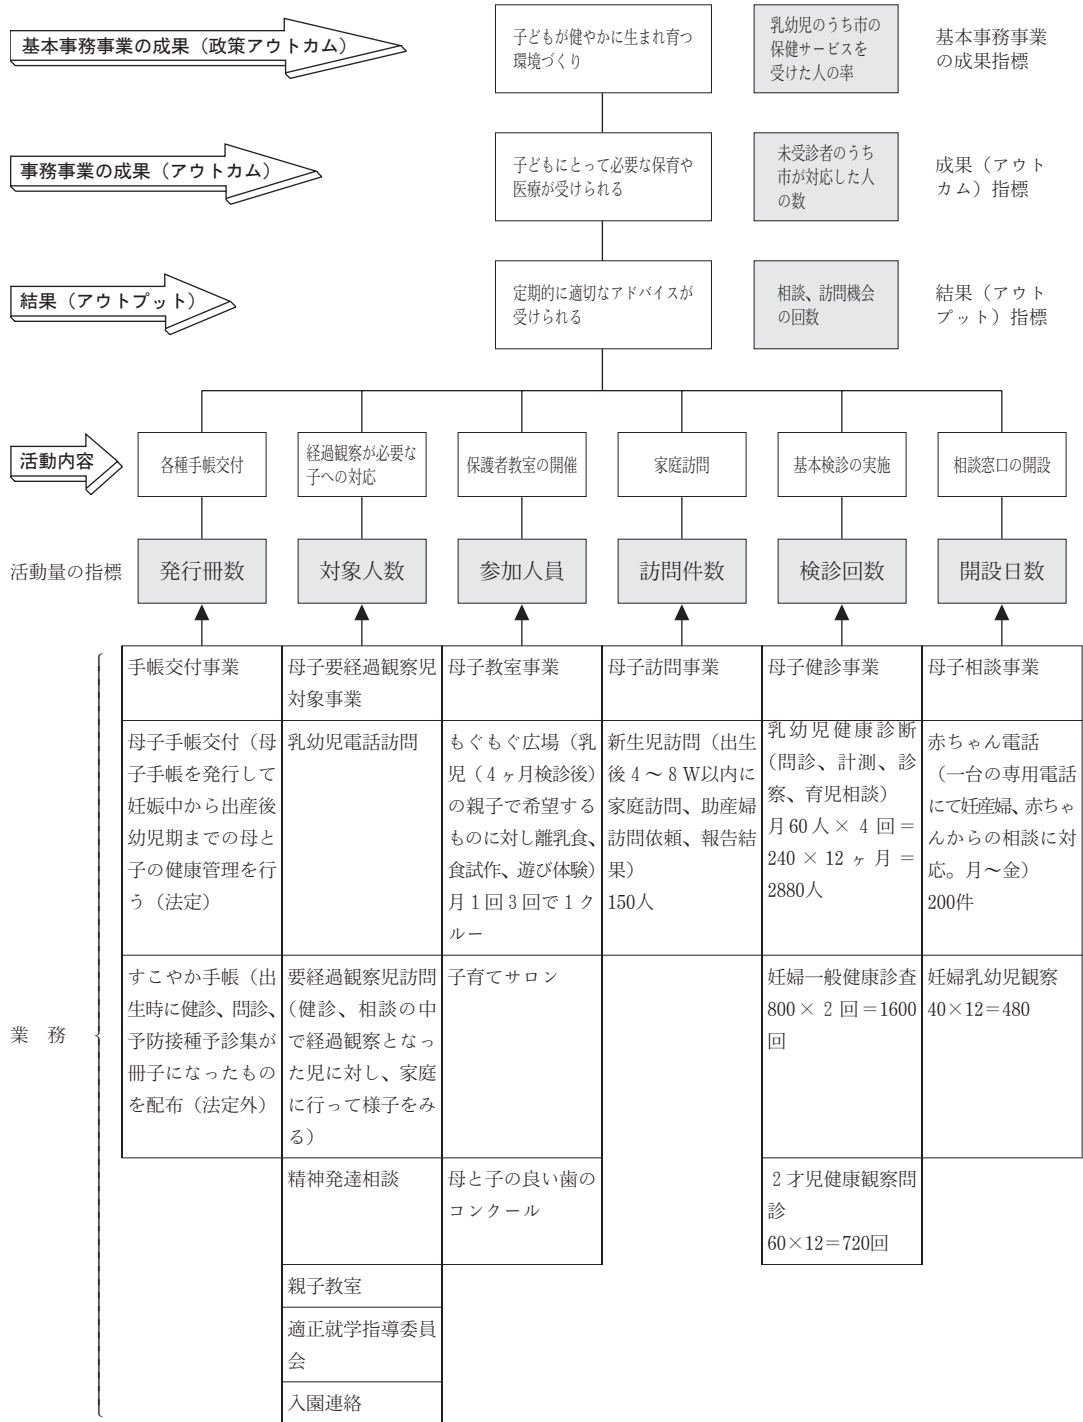 基本事務事業の成果（政策アウトカム）
子どもが健やかに生まれ育つ
環境づくり
乳幼児のうち市の
保健サービスを
受けた人の率
基本事務事業
の成果指標
事務事業の成果（アウトカム）
子どもにとって必要な保育や
医療が受けられる
未受診者のうち
市が対応した人
の数
成果（アウト
カム）指標
結果（アウトプット）
定期的に適切なアドバイスが
受けられる
相談、訪問機会
の回数
結果（アウト
プット）指標
活動内容
各種手帳交付
経過観察が必要な
子への対応
保護者教室の開催
家庭訪問
基本検診の実施
相談窓口の開設
活動量の指標
発行冊数
対象人数
参加人員
訪問件数
検診回数
開設日数
業　務
手帳交付事業
母子手帳交付（母
子手帳を発行して
妊娠中から出産後
幼児期までの母と
子の健康管理を行
う（法定）
すこやか手帳（出
生時に健診、問診、
予防接種予診集が
冊子になったもの
を配布（法定外）
母子要経過観察児
対象事業
乳幼児電話訪問
要経過観察児訪問
（健診、相談の中
で経過観察となっ
た児に対し、家庭
に行って様子をみ
る）
精神発達相談
親子教室
適正就学指導委員
会
入園連絡
母子教室事業
もぐもぐ広場（乳
児（4ヶ月検診後）
の親子で希望する
ものに対し離乳食、
食試作、遊び体験）
月1回3回で1ク
ルー
子育てサロン
母と子の良い歯の
コンクール
母子訪問事業
新生児訪問（出生
後4～8W以内に
家庭訪問、助産婦
訪問依頼、報告結
果）
150人
母子健診事業
乳幼児健康診断
（問診、計測、診
察、育児相談）
月60人×4回＝
240×12ヶ月＝
2880人
妊婦一般健康診査
800×2回＝1600
回
2才児健康観察問
診
60×12＝720回
母子相談事業
赤ちゃん電話
（一台の専用電話
にて妊産婦、赤ちゃ
んからの相談に対
応。月～金）
200件
妊婦乳幼児観察
40×12＝480